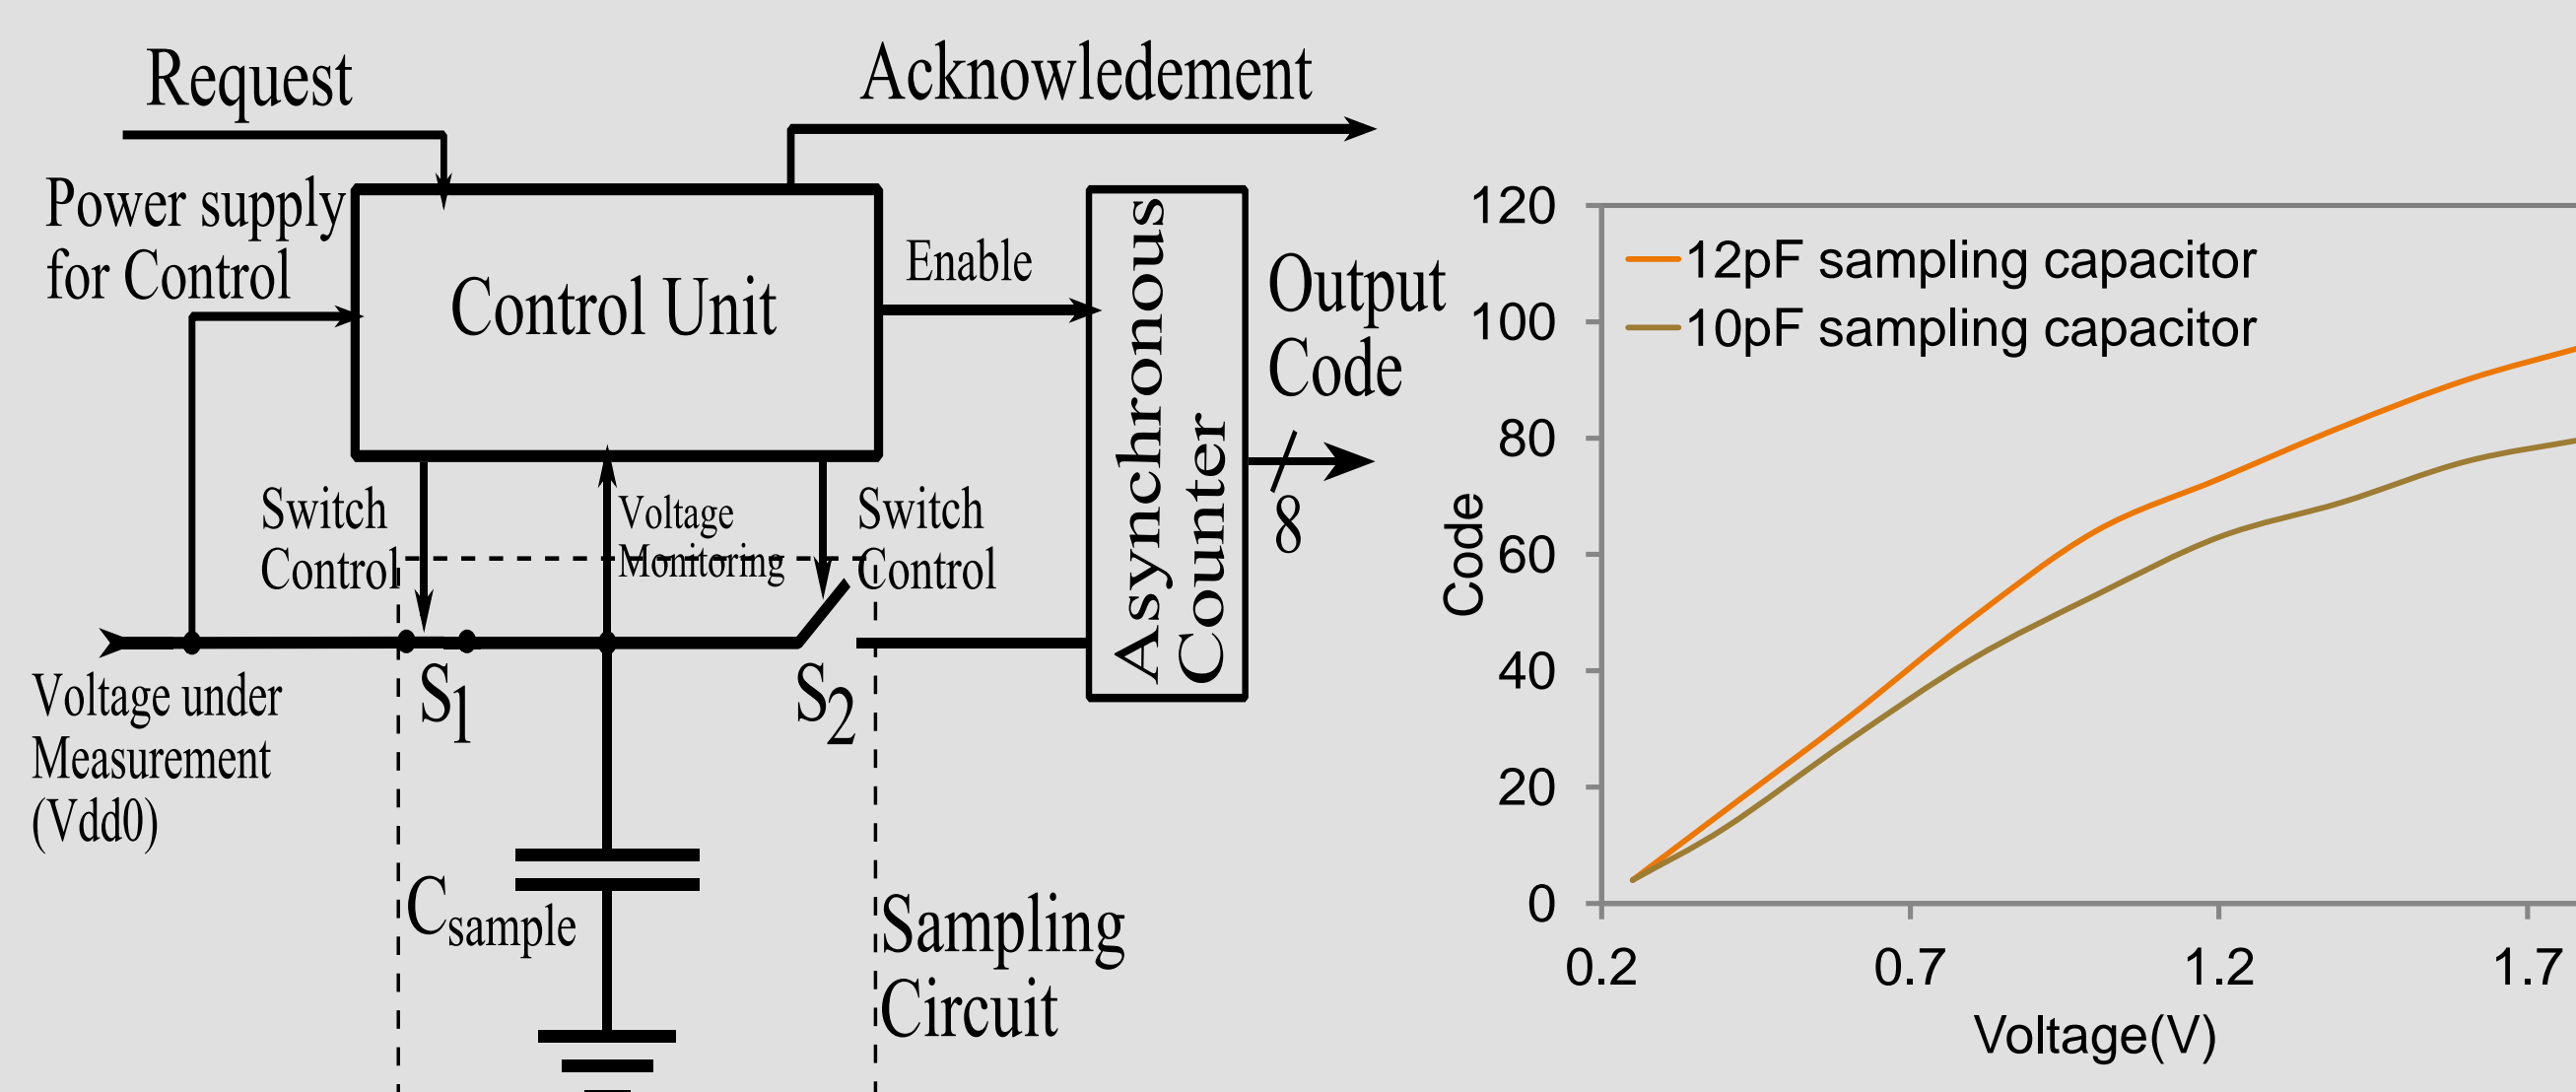 Request
Acknowledement
Power supply
for Control
Control Unit
Enable
Asynchronous
Counter
Output
Code
8
Switch
Control
Voltage
Monitoring
Switch
Control
S1
S2
Voltage under
Measurement
(Vdd0)
Csample
Sampling
Circuit
120
100
80
60
40
20
0
Code
12pF sampling capacitor
10pF sampling capacitor
0.2
0.7
1.2
1.7
Voltage(V)